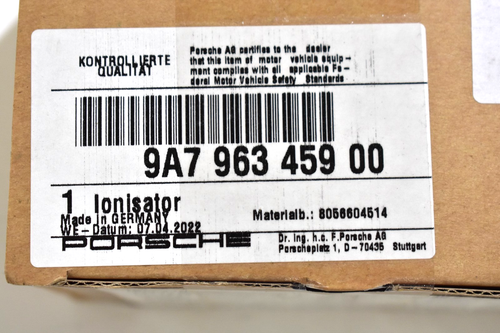 KONTROLLIERTE
QUALITÄT
Porsche AG certifies to the dealer
that this item of motor vehicle equip-
ment complies with all applicable Fe-
deral Motor Vehicle Safety Standards
9A7 963 459 00
1 Ionisator
Made in GERMANY
WE-Datum: 07.04.2022
Materialb.: 8056604514
PORSCHE
Dr. Ing. h.c. F.Porsche AG
Porscheplatz 1, D-70435 Stuttgart